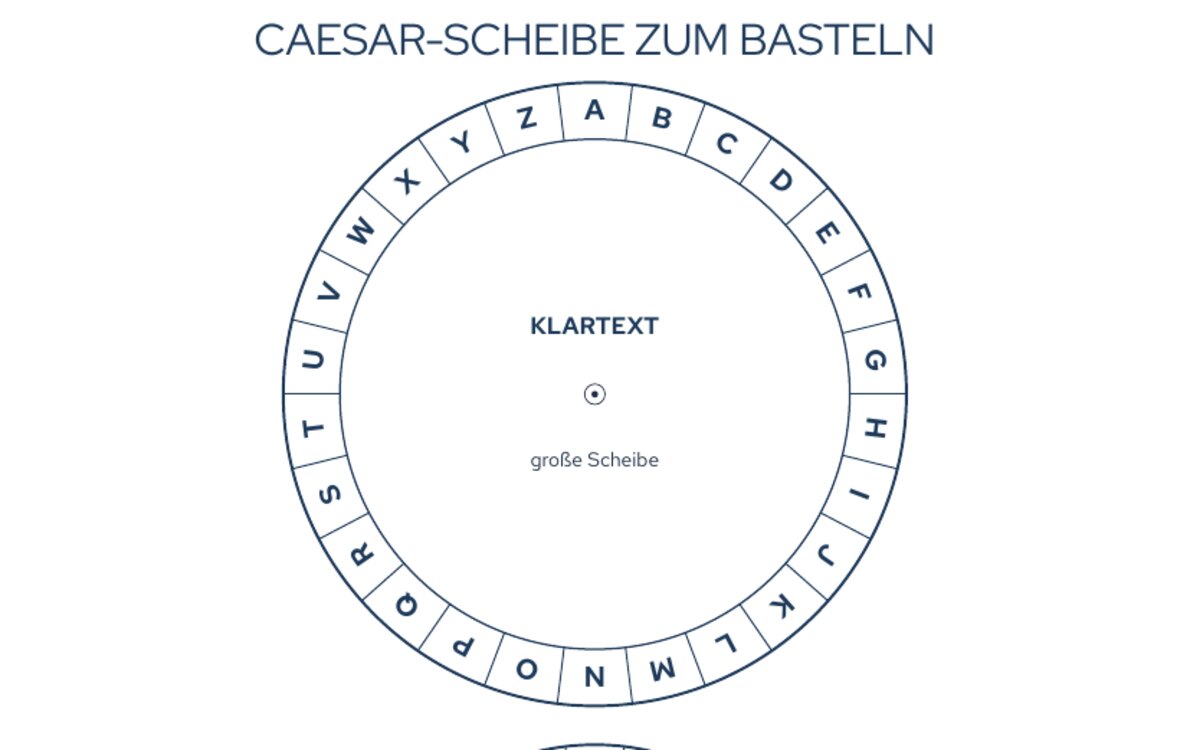 CAESAR-SCHEIBE ZUM BASTELN
A B C D E F G H I J K L M N O P Q R S T U V W X Y Z
KLARTEXT
große Scheibe